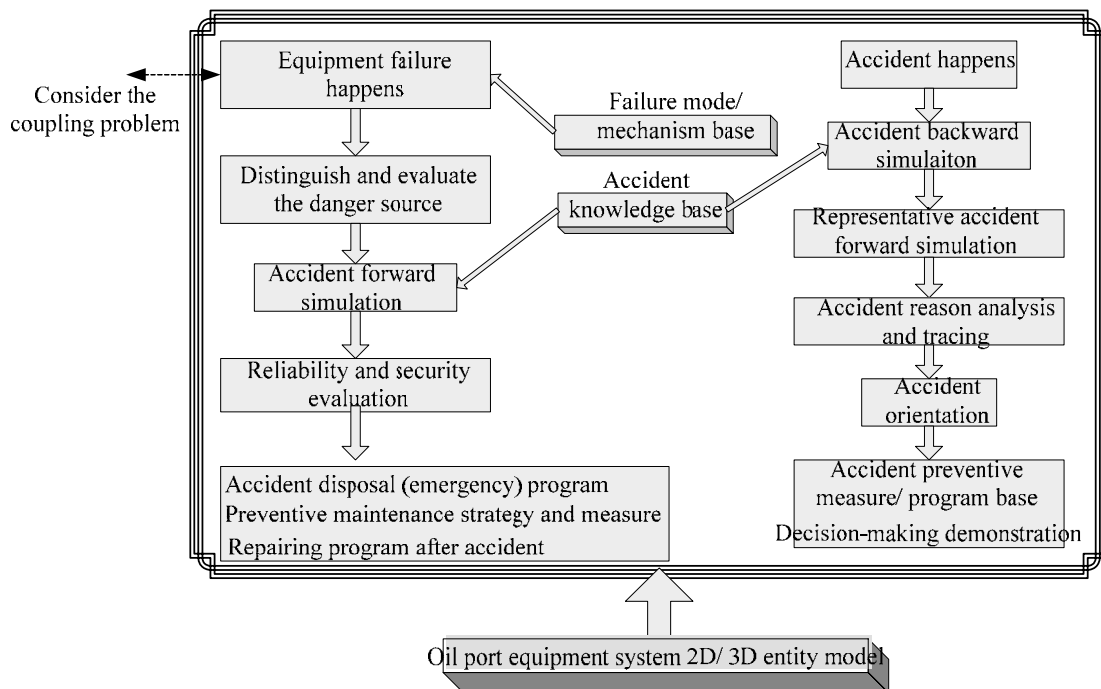 Equipment failure
happens
Consider the
coupling problem
Distinguish and evaluate
the danger source
Accident forward
simulation
Reliability and security
evaluation
Accident disposal (emergency) program
Preventive maintenance strategy and measure
Repairing program after accident
Failure mode/
mechanism base
Accident
knowledge base
Accident happens
Accident backward
simulaiton
Representative accident
forward simulation
Accident reason analysis
and tracing
Accident
orientation
Accident preventive
measure/ program base
Decision-making demonstration
Oil port equipment system 2D/ 3D entity model